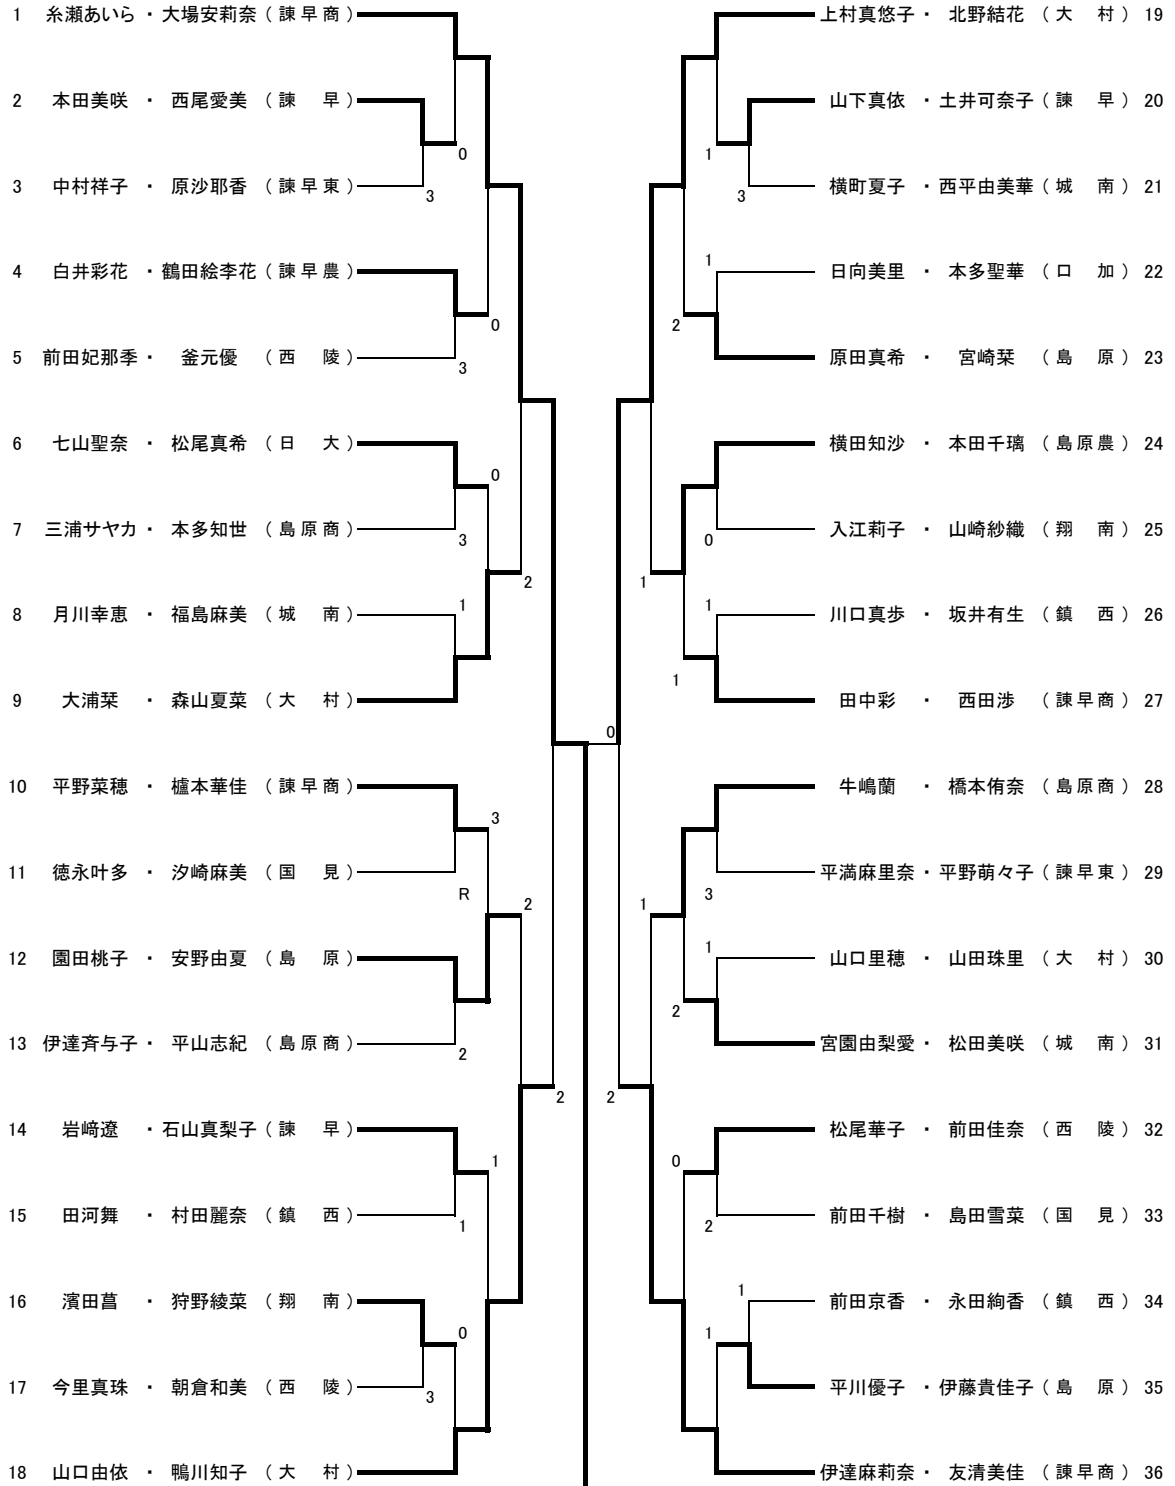 1 糸瀬あいら・大場安莉奈（諫早商）
2 本田美咲 ・ 西尾愛美 （諫 早）
0
3 中村祥子 ・ 原沙耶香 （諫早東）
3
4 白井彩花 ・鶴田絵李花（諫早農）
0
5 前田妃那季・ 釜元優 （西 陵）
3
6 七山聖奈 ・ 松尾真希 （日 大）
0
7 三浦サヤカ・ 本多知世 （島原商）
3
2
8 月川幸恵 ・ 福島麻美 （城 南）
1
9 大浦栞 ・ 森山夏菜 （大 村）
10 平野菜穂 ・ 櫨本華佳 （諫早商）
3
11 徳永叶多 ・ 汐崎麻美 （国 見）
R
2
12 園田桃子 ・ 安野由夏 （島 原）
13 伊達斉与子・ 平山志紀 （島原商）
2
2
14 岩﨑遼 ・石山真梨子（諫 早）
1
15 田河舞 ・ 村田麗奈 （鎮 西）
1
16 濱田菖 ・ 狩野綾菜 （翔 南）
0
17 今里真珠 ・ 朝倉和美 （西 陵）
3
18 山口由依 ・ 鴨川知子 （大 村）
0
上村真悠子・ 北野結花 （大 村） 19
山下真依 ・土井可奈子（諫 早） 20
1
横町夏子 ・西平由美華（城 南） 21
3
1
日向美里 ・ 本多聖華 （口 加） 22
2
原田真希 ・ 宮崎栞 （島 原） 23
横田知沙 ・ 本田千璃 （島原農） 24
入江莉子 ・ 山崎紗織 （翔 南） 25
0
1
1
川口真歩 ・ 坂井有生 （鎮 西） 26
1
田中彩 ・ 西田渉 （諫早商） 27
牛嶋蘭 ・ 橋本侑奈 （島原商） 28
平満麻里奈・平野萌々子（諫早東） 29
3
1
1
山口里穂 ・ 山田珠里 （大 村） 30
2
宮園由梨愛・ 松田美咲 （城 南） 31
2
松尾華子 ・ 前田佳奈 （西 陵） 32
0
前田千樹 ・ 島田雪菜 （国 見） 33
2
1
前田京香 ・ 永田絢香 （鎮 西） 34
1
平川優子 ・伊藤貴佳子（島 原） 35
伊達麻莉奈・ 友清美佳 （諫早商） 36